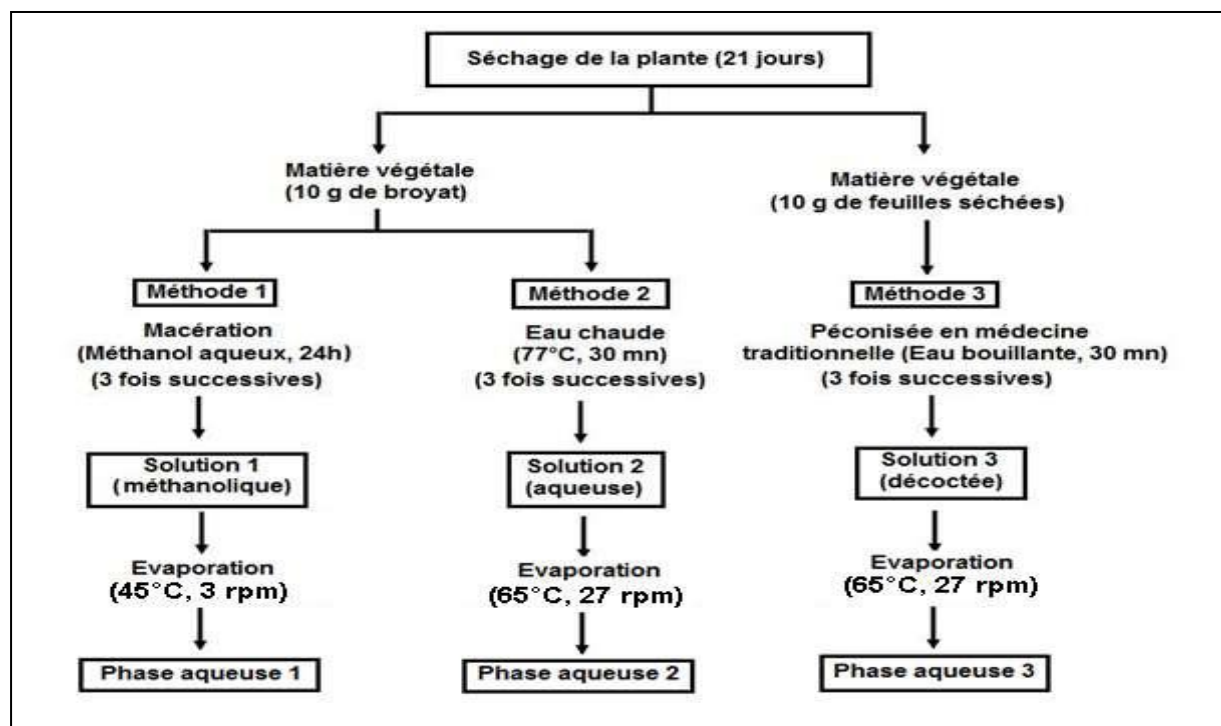 Séchage de la plante (21 jours)
Matière végétale
(10 g de broyat)
Matière végétale
(10 g de feuilles séchées)
Méthode 1
Macération
(Méthanol aqueux, 24h)
(3 fois successives)
Méthode 2
Eau chaude
(77°C, 30 mn)
(3 fois successives)
Méthode 3
Péconisée en médecine
traditionnelle (Eau bouillante, 30 mn)
(3 fois successives)
Solution 1
(méthanolique)
Solution 2
(aqueuse)
Solution 3
(décoctée)
Evaporation
(45°C, 3 rpm)
Evaporation
(65°C, 27 rpm)
Evaporation
(65°C, 27 rpm)
Phase aqueuse 1
Phase aqueuse 2
Phase aqueuse 3